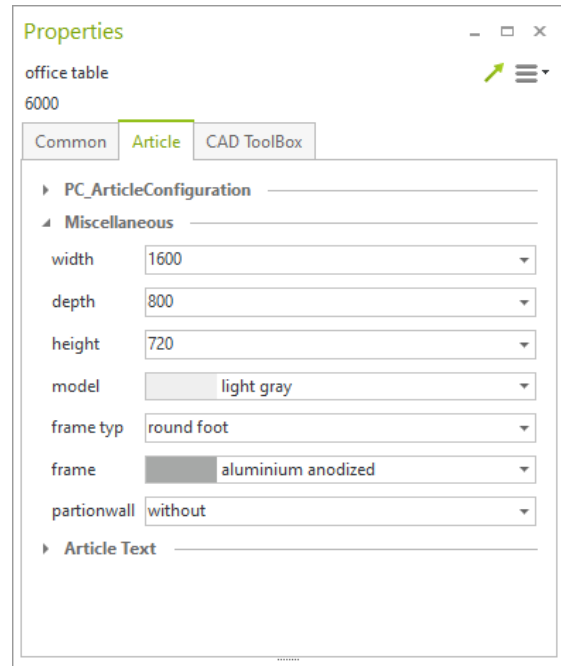 Properties
office table
6000
Common Article CAD ToolBox
PC_ArticleConfiguration
Miscellaneous
width 1600
depth 800
height 720
model light gray
frame typ round foot
frame aluminium anodized
partionwall without
Article Text